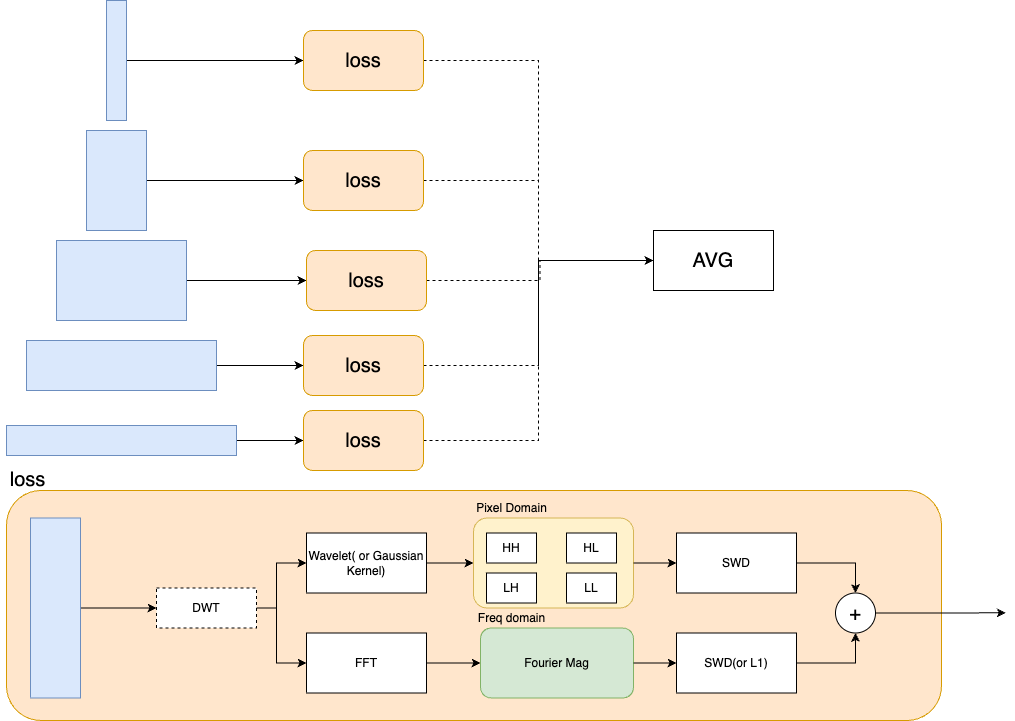 loss
loss
loss
AVG
loss
loss
loss
Pixel Domain
Wavelet( or Gaussian
Kernel)
HH
HL
LH
LL
SWD
DWT
+
Freq domain
FFT
Fourier Mag
SWD(or L1)